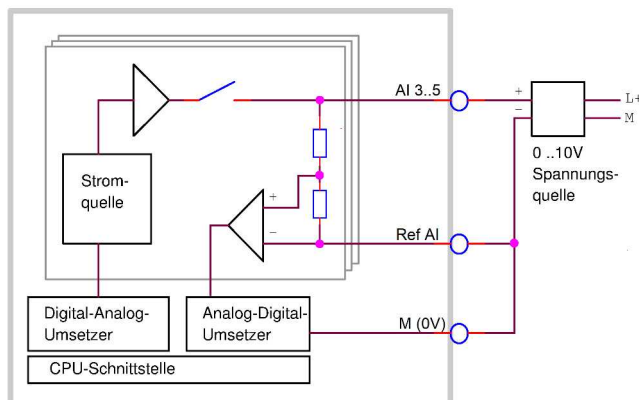 AI 3..5
+
−
L+
M
0 ..10V
Spannungs-
quelle
Strom-
quelle
+
−
Ref AI
Digital-Analog-
Umsetzer
Analog-Digital-
Umsetzer
M (0V)
CPU-Schnittstelle